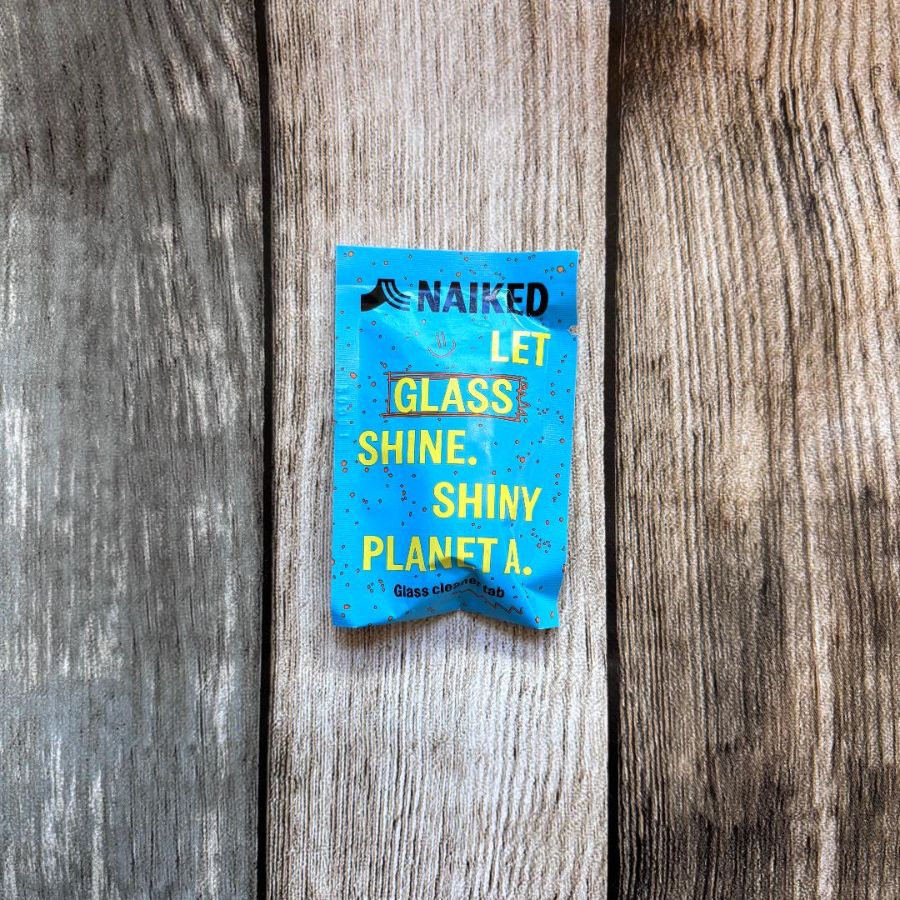 NAIKED
LET
GLASS
SHINE.
SHINY
PLANET A.
Glass cleaner tab